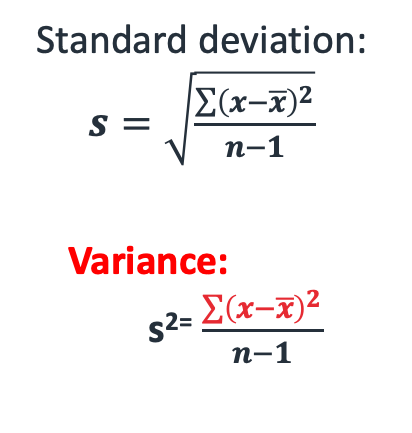 Standard deviation:
s = √(∑(x−x̅)²/n−1)
Variance:
s²= ∑(x−x̅)²/n−1